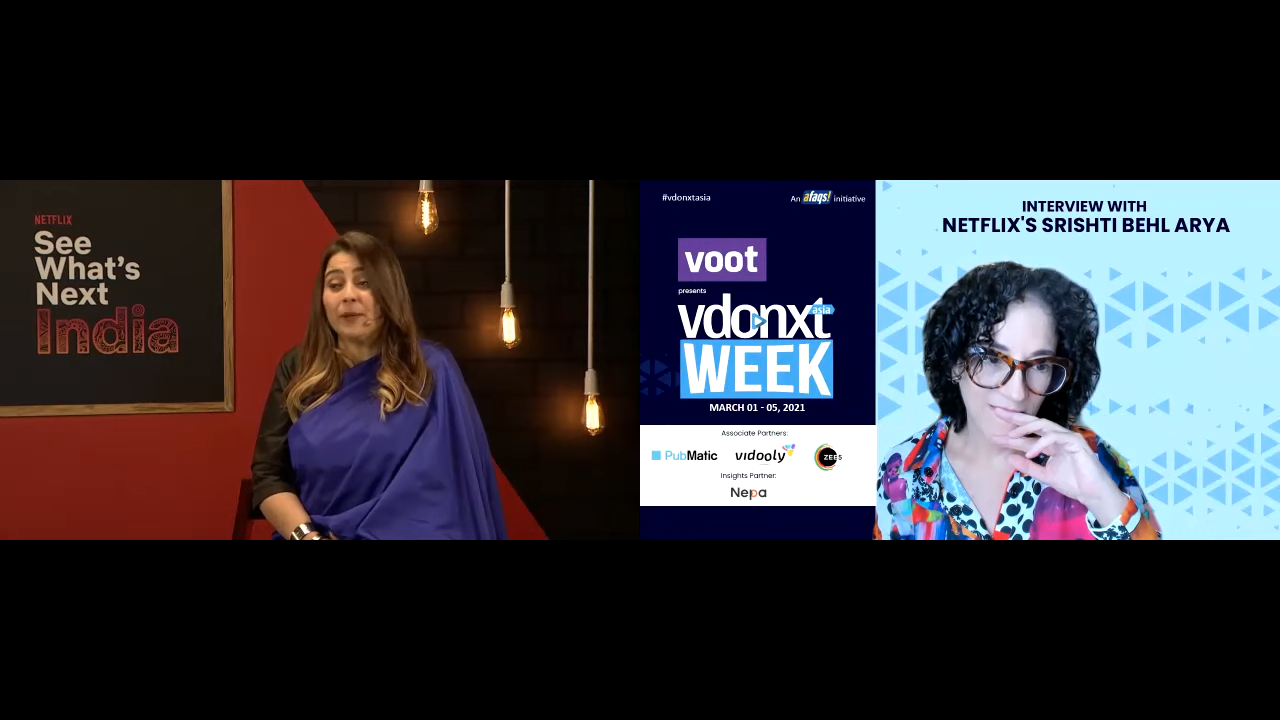 NETFLIX
See
What's
Next
India
#vdonxtasia
An afaqs! initiative
voot
presents
vdonxt asia
WEEK
MARCH 01 - 05, 2021
Associate Partners:
PubMatic
vidooly
ZEE5
Insights Partner:
Nepa
INTERVIEW WITH
NETFLIX'S SRISHTI BEHL ARYA